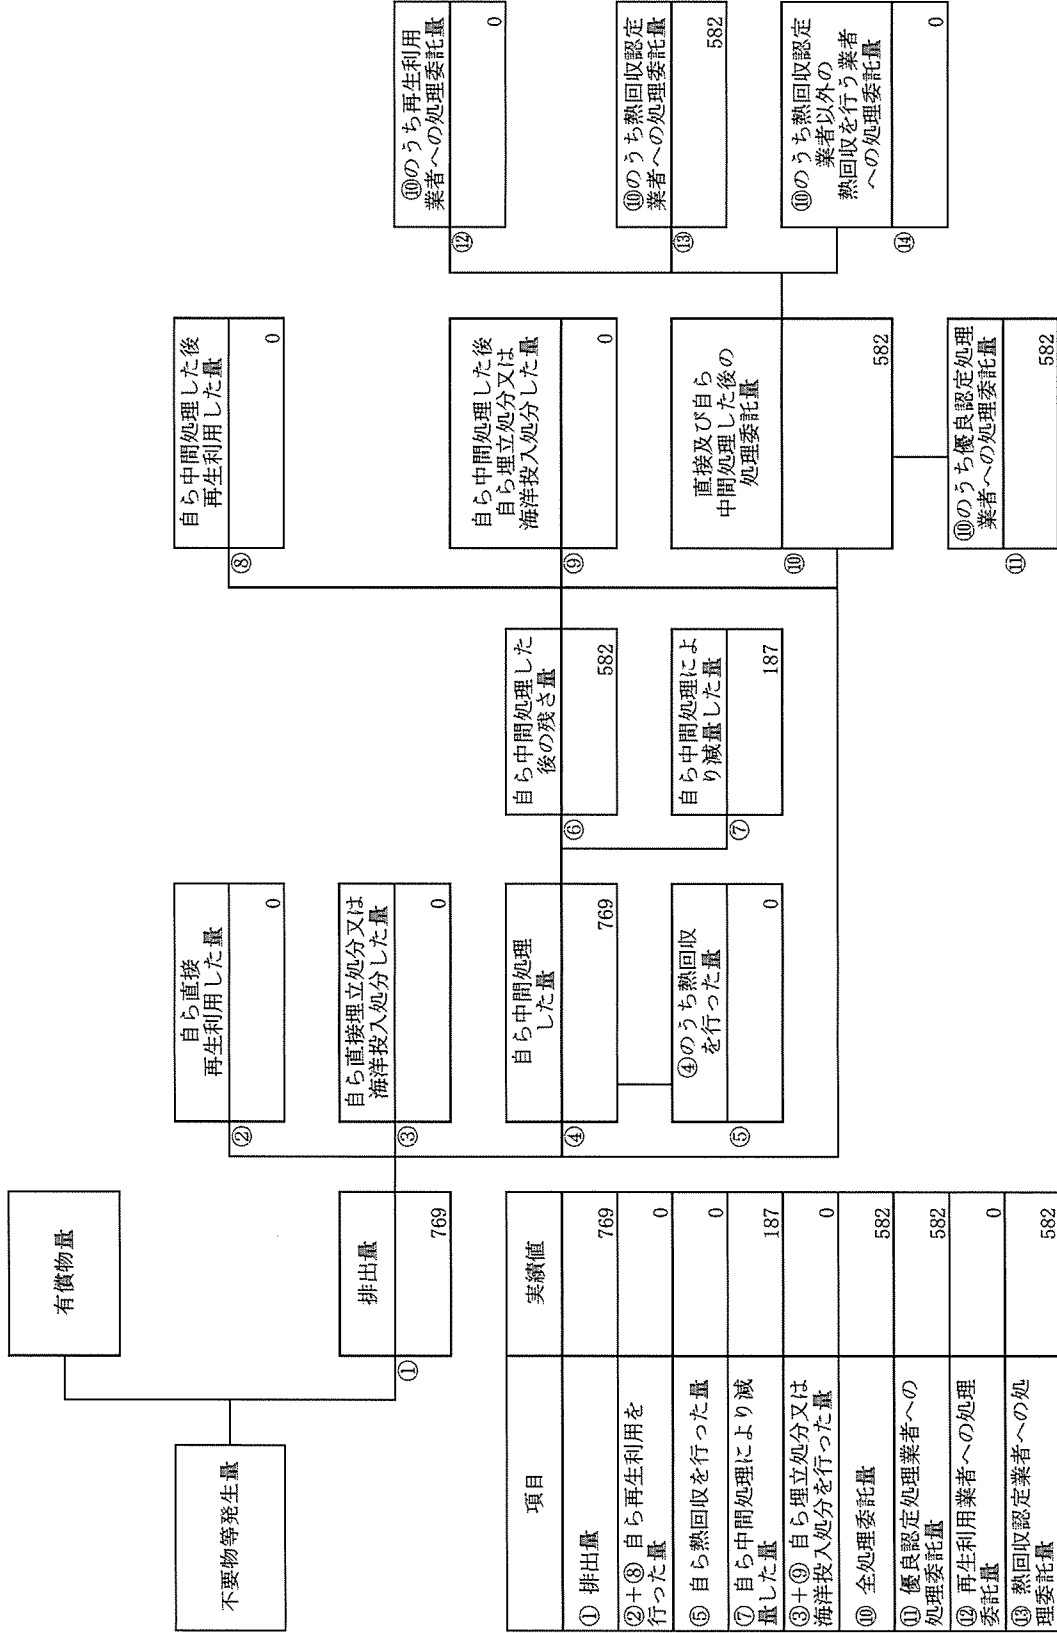 不要物等発生量
有償物量
排出量
①
769
②
自ら直接
再生利用した量
0
③
自ら直接埋立処分又は
海洋投入処分した量
0
④
自ら中間処理
した量
769
⑤
④のうち熱回収
を行った量
0
⑥
自ら中間処理した
後の残さ量
582
⑦
自ら中間処理によ
り減量した量
187
⑧
自ら中間処理した後
再生利用した量
0
⑨
自ら中間処理した後
自ら埋立処分又は
海洋投入処分した量
0
⑩
直接及び自ら
中間処理した後の
処理委託量
582
⑪
⑩のうち優良認定処理
業者への処理委託量
582
⑫
⑩のうち再生利用
業者への処理委託量
0
⑬
⑩のうち熱回収認定
業者への処理委託量
582
⑭
⑩のうち熱回収認定
業者以外の
熱回収を行う業者
への処理委託量
0
項目 実績値
① 排出量 769
②+⑧ 自ら再生利用を
行った量 0
⑤ 自ら熱回収を行った量 0
⑦ 自ら中間処理により減
量した量 187
③+⑨ 自ら埋立処分又は
海洋投入処分を行った量 0
⑩ 全処理委託量 582
⑪ 優良認定処理業者への
処理委託量 582
⑫ 再生利用業者への処理
委託量 0
⑬ 熱回収認定業者への処
理委託量 582